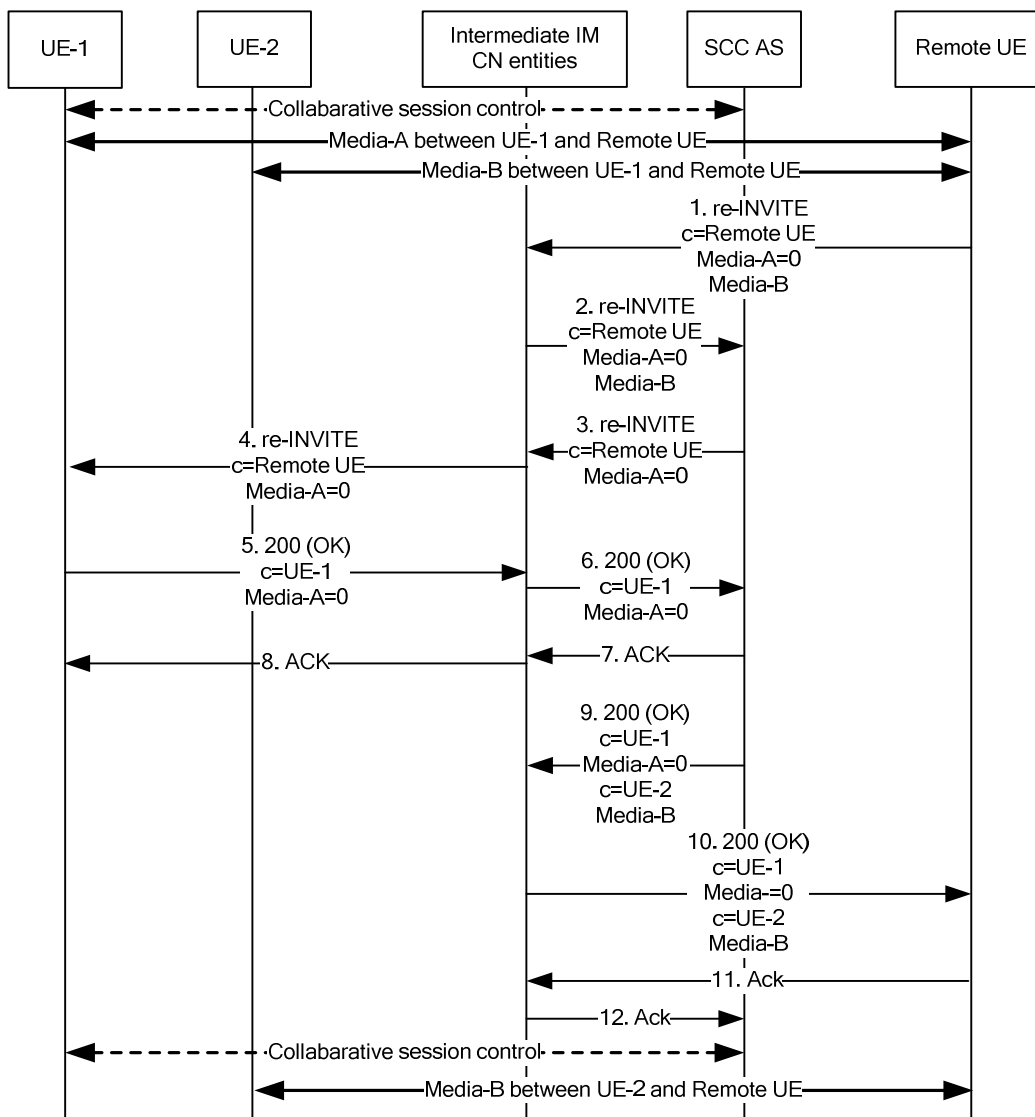 UE-1
UE-2
Intermediate IM
CN entities
SCC AS
Remote UE
Collabarative session control
Media-A between UE-1 and Remote UE
Media-B between UE-1 and Remote UE
1. re-INVITE
c=Remote UE
Media-A=0
Media-B
2. re-INVITE
c=Remote UE
Media-A=0
Media-B
3. re-INVITE
c=Remote UE
Media-A=0
4. re-INVITE
c=Remote UE
Media-A=0
5. 200 (OK)
c=UE-1
Media-A=0
6. 200 (OK)
c=UE-1
Media-A=0
7. ACK
8. ACK
9. 200 (OK)
c=UE-1
Media-A=0
c=UE-2
Media-B
10. 200 (OK)
c=UE-1
Media-=0
c=UE-2
Media-B
11. Ack
12. Ack
Collabarative session control
Media-B between UE-2 and Remote UE